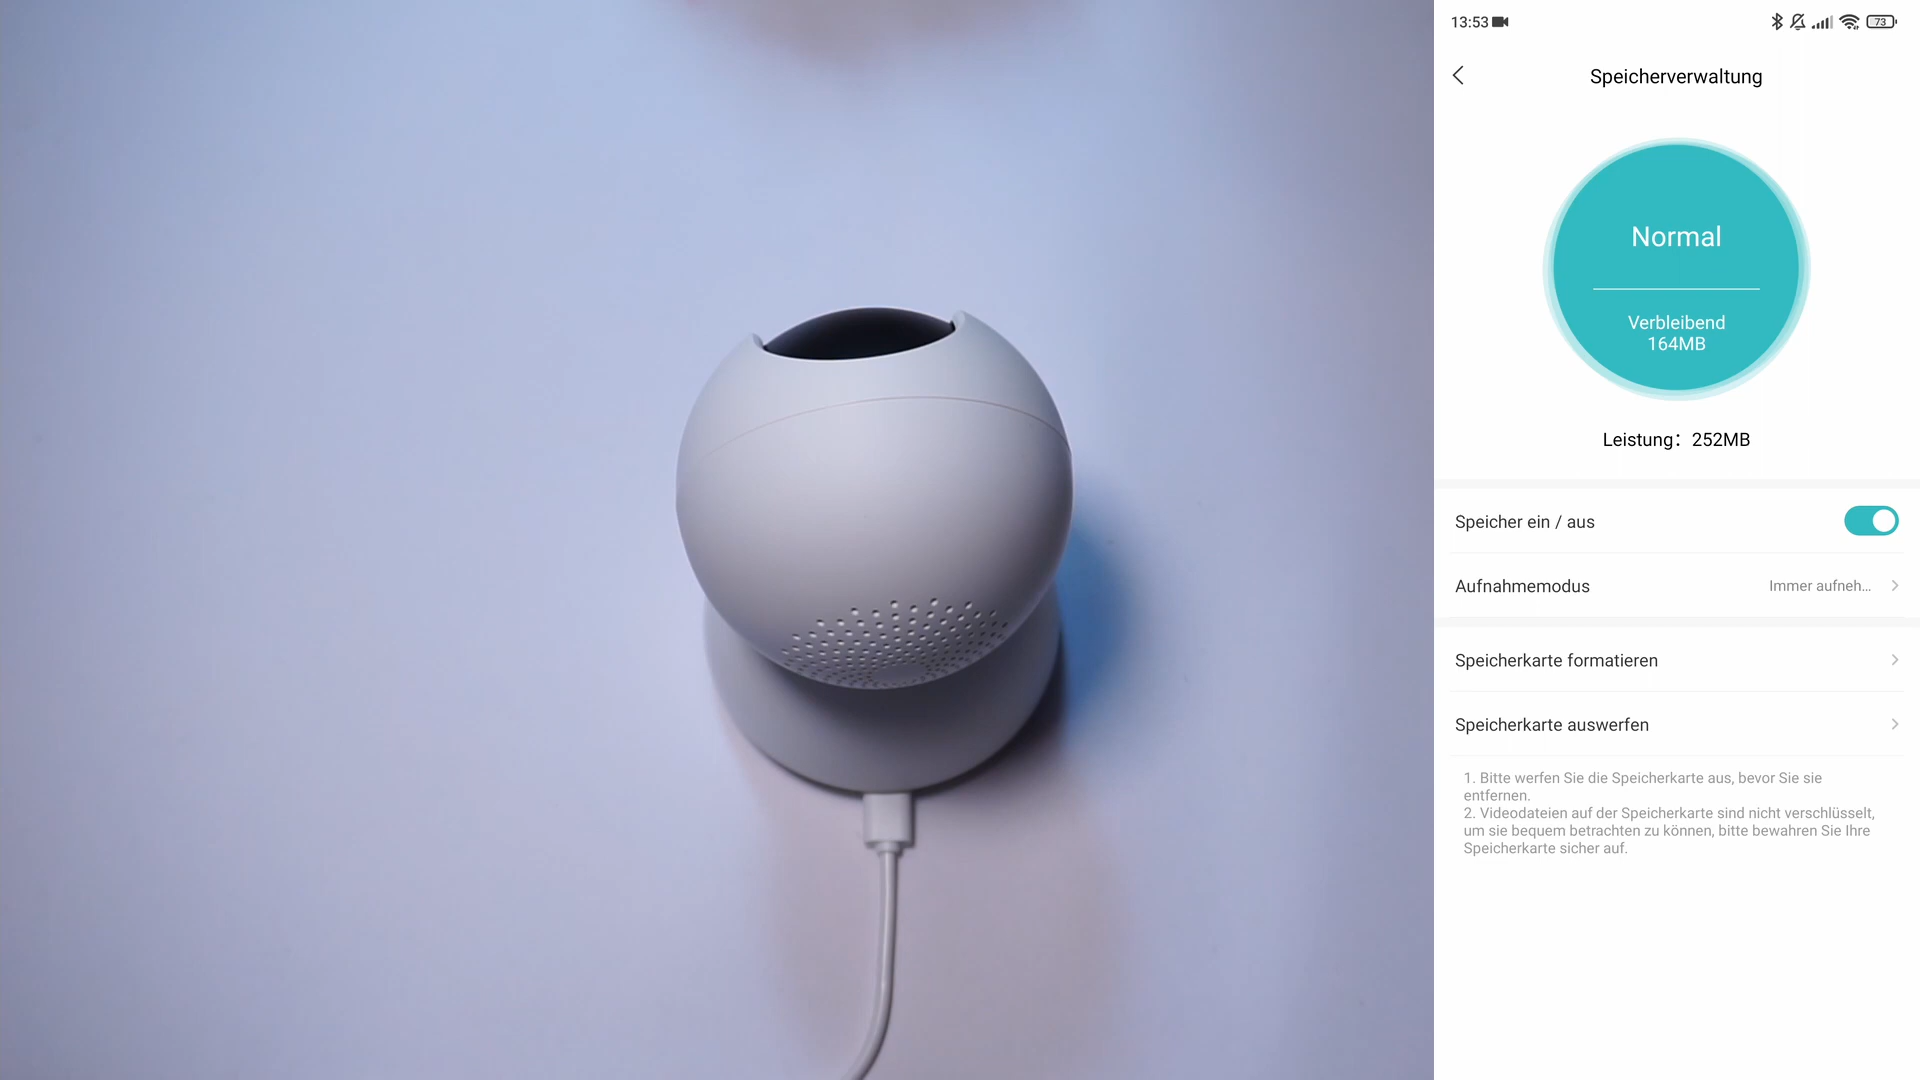 13:53
73
Speicherverwaltung
Normal
Verbleibend
164MB
Leistung: 252MB
Speicher ein / aus
Aufnahmemodus
Immer aufneh...
Speicherkarte formatieren
Speicherkarte auswerfen
1. Bitte werfen Sie die Speicherkarte aus, bevor Sie sie
entfernen.
2. Videodateien auf der Speicherkarte sind nicht verschlüsselt,
um sie bequem betrachten zu können, bitte bewahren Sie Ihre
Speicherkarte sicher auf.